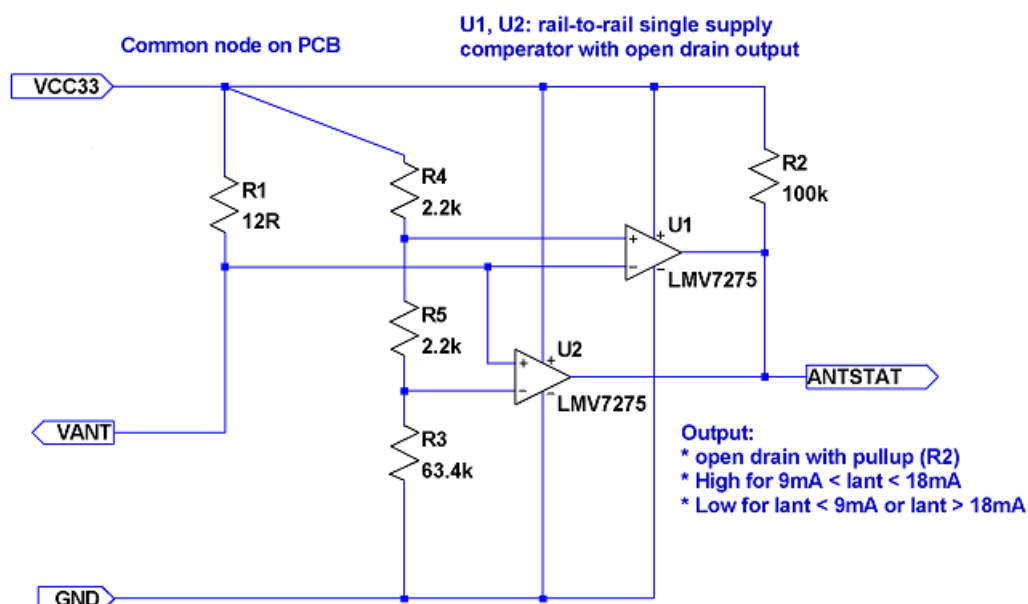 Common node on PCB
U1, U2: rail-to-rail single supply
comperator with open drain output
VCC33
R1
12R
R4
2.2k
R2
100k
+
U1
+
−
−
LMV7275
R5
2.2k
+
U2
+
−
−
LMV7275
ANTSTAT
VANT
R3
63.4k
Output:
* open drain with pullup (R2)
* High for 9mA < Iant < 18mA
* Low for Iant < 9mA or Iant > 18mA
GND